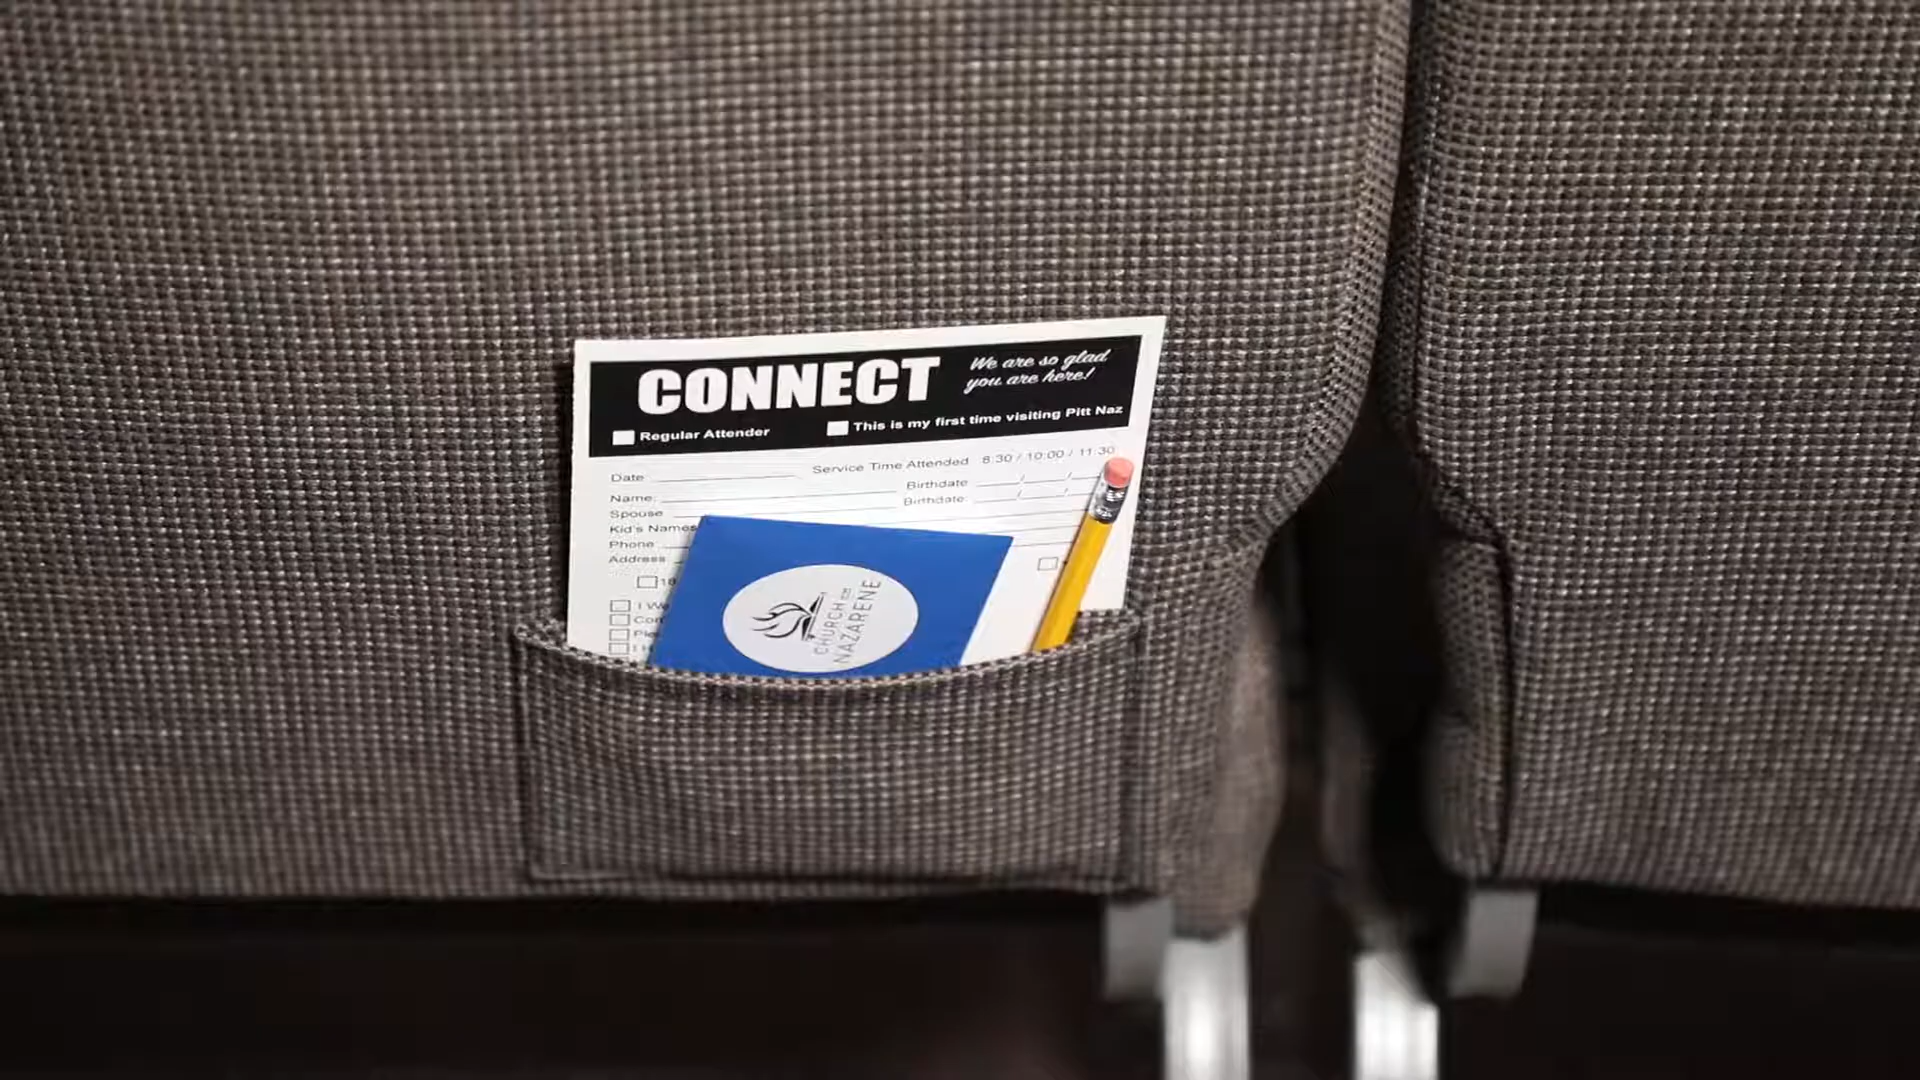 CONNECT
We are so glad
you are here!
Regular Attender
This is my first time visiting Pitt Naz
Date
Service Time Attended 8:30 / 10:00 / 11:30
Name:
Birthdate / /
Spouse
Birthdate: / /
Kid's Names
Phone
Address
18
I We
CHURCH OF THE
NAZARENE